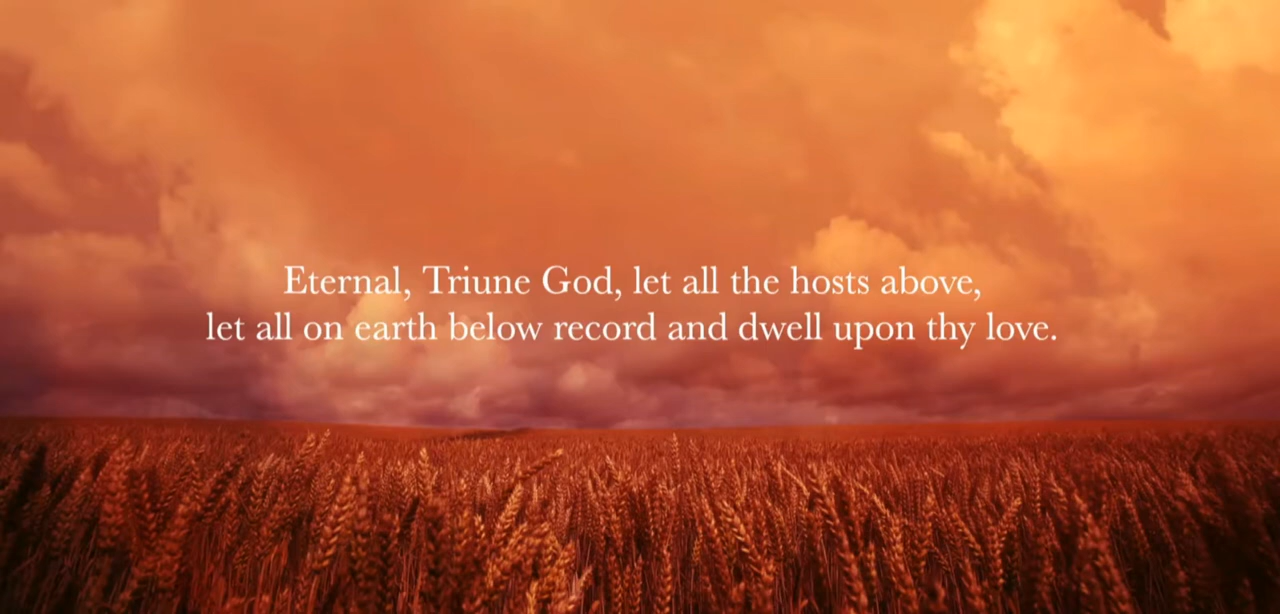 Eternal, Triune God, let all the hosts above,
let all on earth below record and dwell upon thy love.